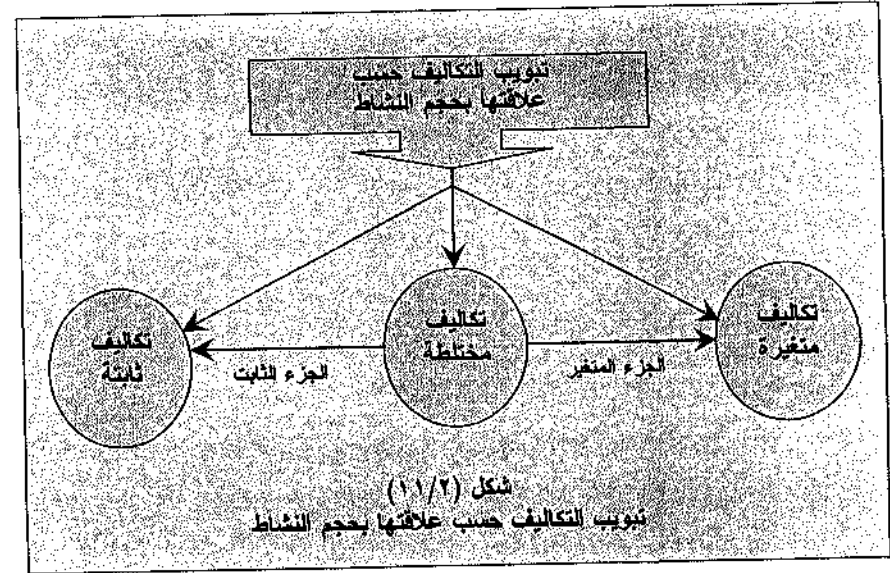 تبويب التكاليف حسب
علاقتها بحجم النشاط
تكاليف
متغيرة
الجزء المتغير
تكاليف
مختلطة
الجزء الثابت
تكاليف
ثابتة
شكل (١١/٢)
تبويب التكاليف حسب علاقتها بحجم النشاط